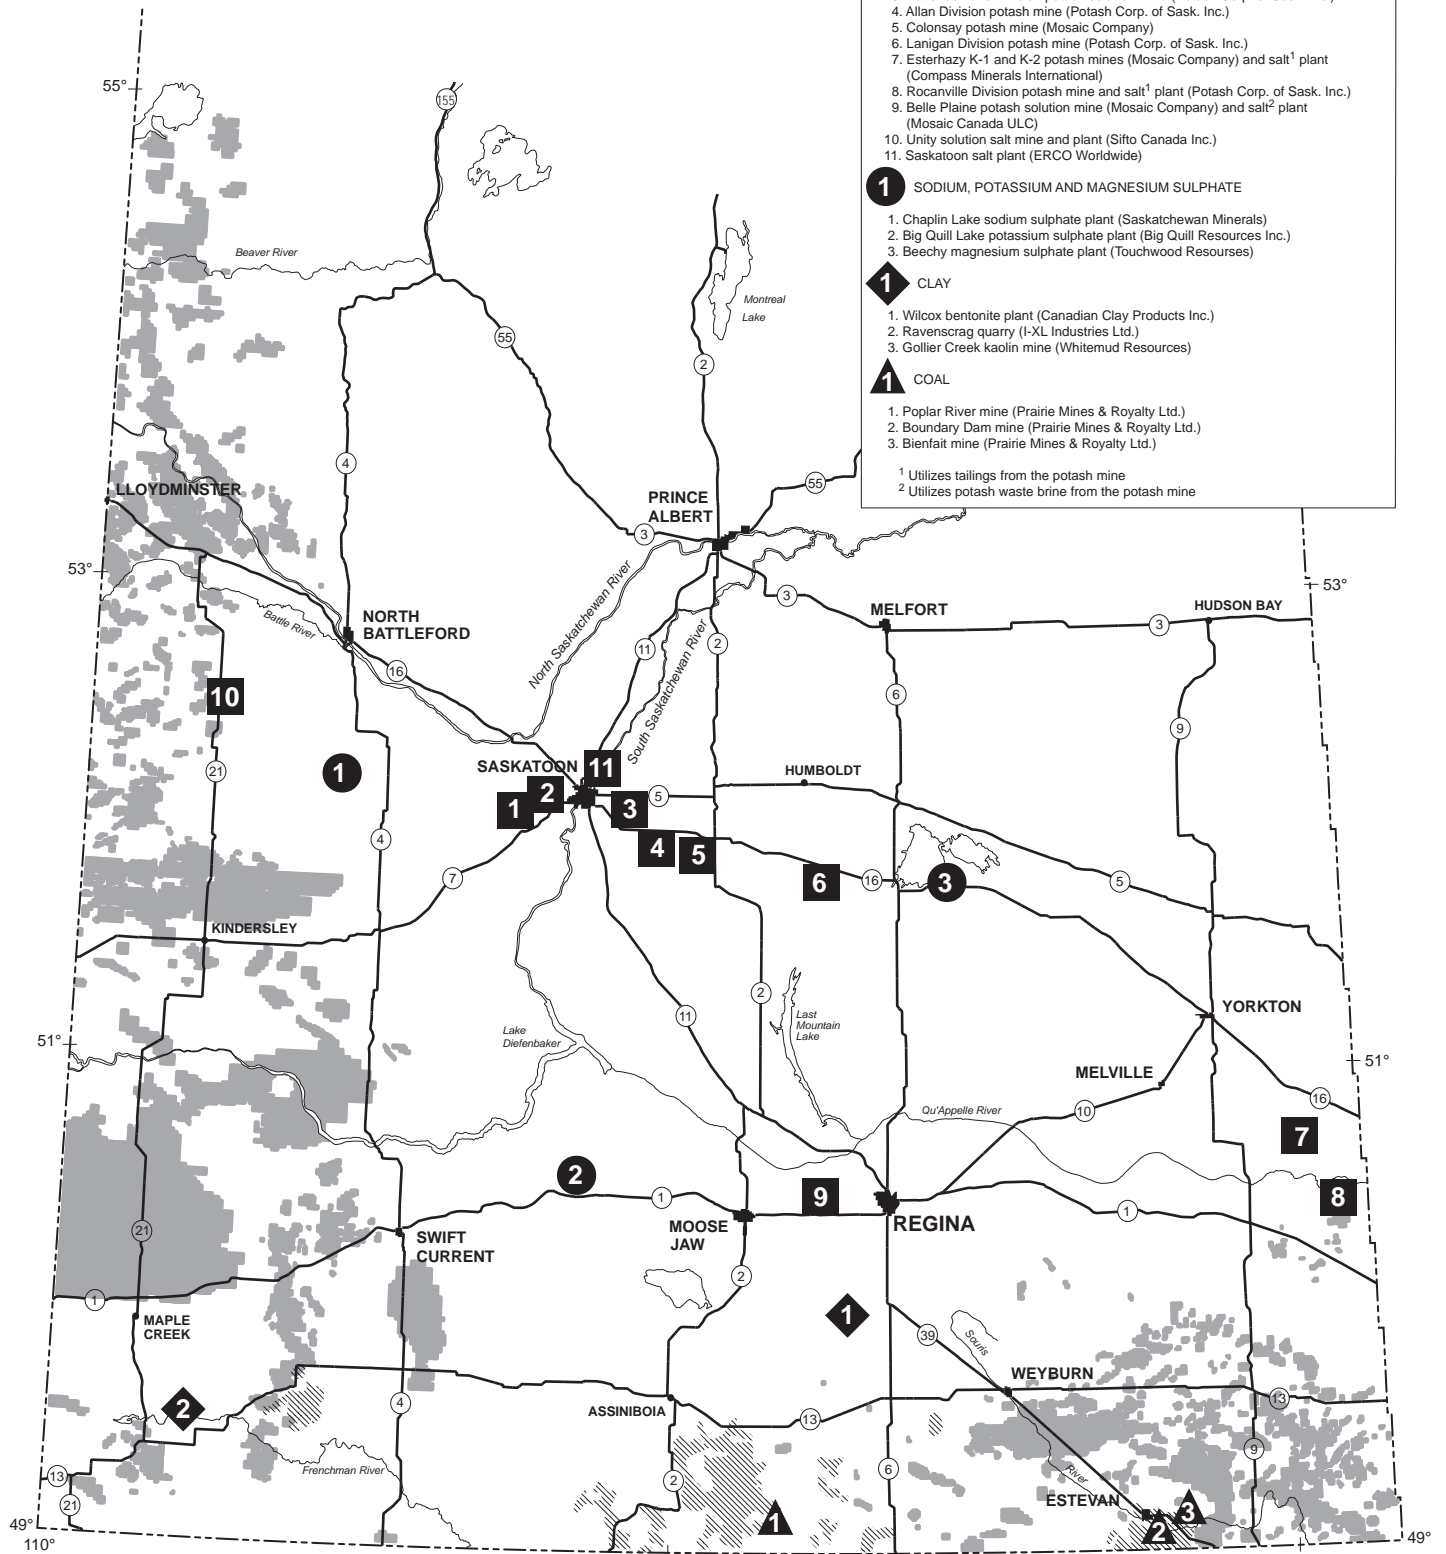 4. Allan Division potash mine (Potash Corp. of Sask. Inc.)
5. Colonsay potash mine (Mosaic Company)
6. Lanigan Division potash mine (Potash Corp. of Sask. Inc.)
7. Esterhazy K-1 and K-2 potash mines (Mosaic Company) and salt1 plant
(Compass Minerals International)
8. Rocanville Division potash mine and salt1 plant (Potash Corp. of Sask. Inc.)
9. Belle Plaine potash solution mine (Mosaic Company) and salt2 plant
(Mosaic Canada ULC)
10. Unity solution salt mine and plant (Sifto Canada Inc.)
11. Saskatoon salt plant (ERCO Worldwide)
1 SODIUM, POTASSIUM AND MAGNESIUM SULPHATE
1. Chaplin Lake sodium sulphate plant (Saskatchewan Minerals)
2. Big Quill Lake potassium sulphate plant (Big Quill Resources Inc.)
3. Beechy magnesium sulphate plant (Touchwood Resourses)
1 CLAY
1. Wilcox bentonite plant (Canadian Clay Products Inc.)
2. Ravenscrag quarry (I-XL Industries Ltd.)
3. Gollier Creek kaolin mine (Whitemud Resources)
1 COAL
1. Poplar River mine (Prairie Mines & Royalty Ltd.)
2. Boundary Dam mine (Prairie Mines & Royalty Ltd.)
3. Bienfait mine (Prairie Mines & Royalty Ltd.)
1 Utilizes tailings from the potash mine
2 Utilizes potash waste brine from the potash mine
55°
155
Beaver River
Montreal
Lake
55
2
4
LLOYDMINSTER
PRINCE
ALBERT
55
3
53°
53°
3
MELFORT
HUDSON BAY
3
NORTH
BATTLEFORD
Battle River
North Saskatchewan River
South Saskatchewan River
11
2
16
6
9
10
21
1
SASKATOON
11
HUMBOLDT
1
2
3
5
4
4
5
7
6
16
3
5
KINDERSLEY
2
11
Last
Mountain
Lake
YORKTON
Lake
Diefenbaker
51°
51°
MELVILLE
16
10
Qu'Appelle River
7
2
1
9
8
21
SWIFT
CURRENT
MOOSE
JAW
REGINA
1
2
1
MAPLE
CREEK
1
39
Souris
WEYBURN
2
4
ASSINIBOIA
13
13
9
Frenchman River
13
21
2
6
River
ESTEVAN
1
2
3
49°
110°
49°